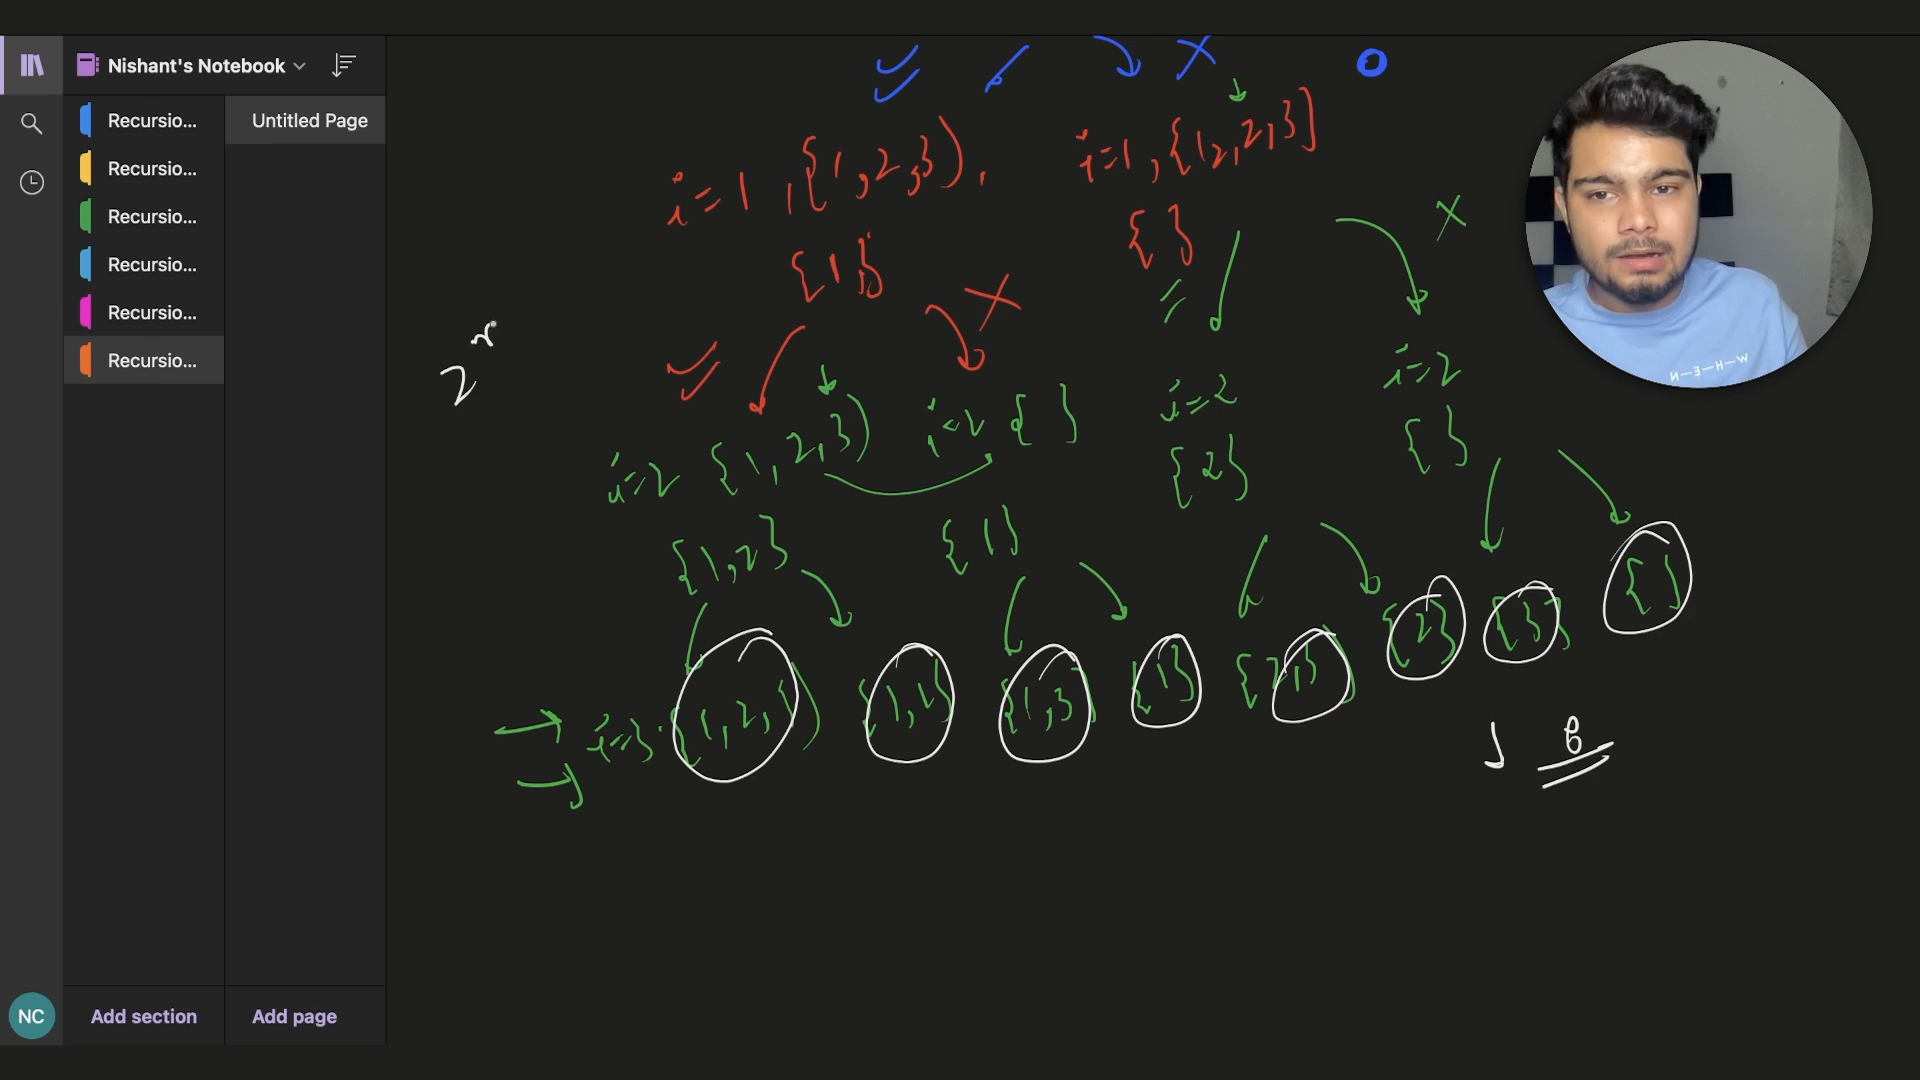 Nishant's Notebook
Recursio...
Untitled Page
Recursio...
Recursio...
Recursio...
Recursio...
Recursio...
i=1, {1,2,3},
i=1, {1,2,3}
{1}
{ }
2^n
i=2 {1,2,3}
i=2 { }
i=2
i=2
{2}
{ }
{1,2}
{1}
i=3
{1,2,
{1,2}
{1,3}
{1}
{2,3}
{2}
{3}
{ }
8
N—3—H—W
NC
Add section
Add page